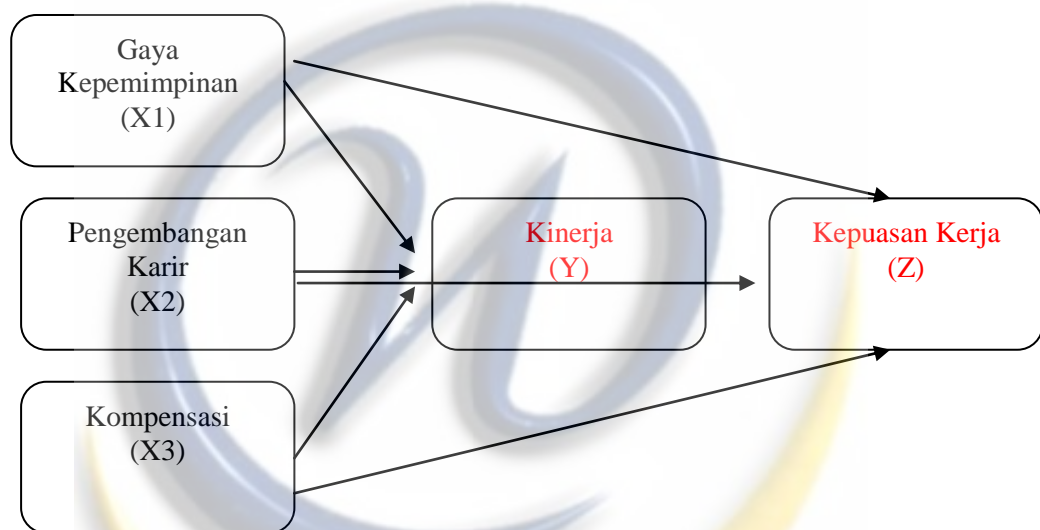 Gaya
Kepemimpinan
(X1)
Pengembangan
Karir
(X2)
Kinerja
(Y)
Kepuasan Kerja
(Z)
Kompensasi
(X3)